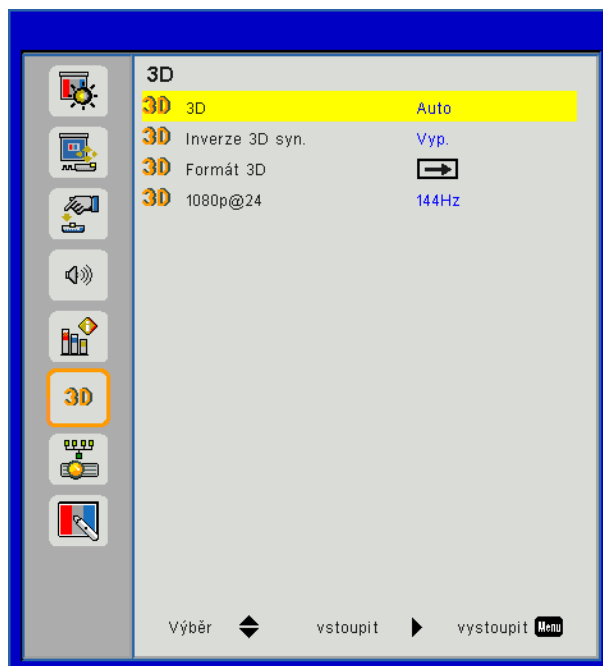 3D
3D 3D Auto
3D Inverze 3D syn. Vyp.
3D Formát 3D
3D 1080p@24 144Hz
3D
Výběr vstoupit vystoupit Menu